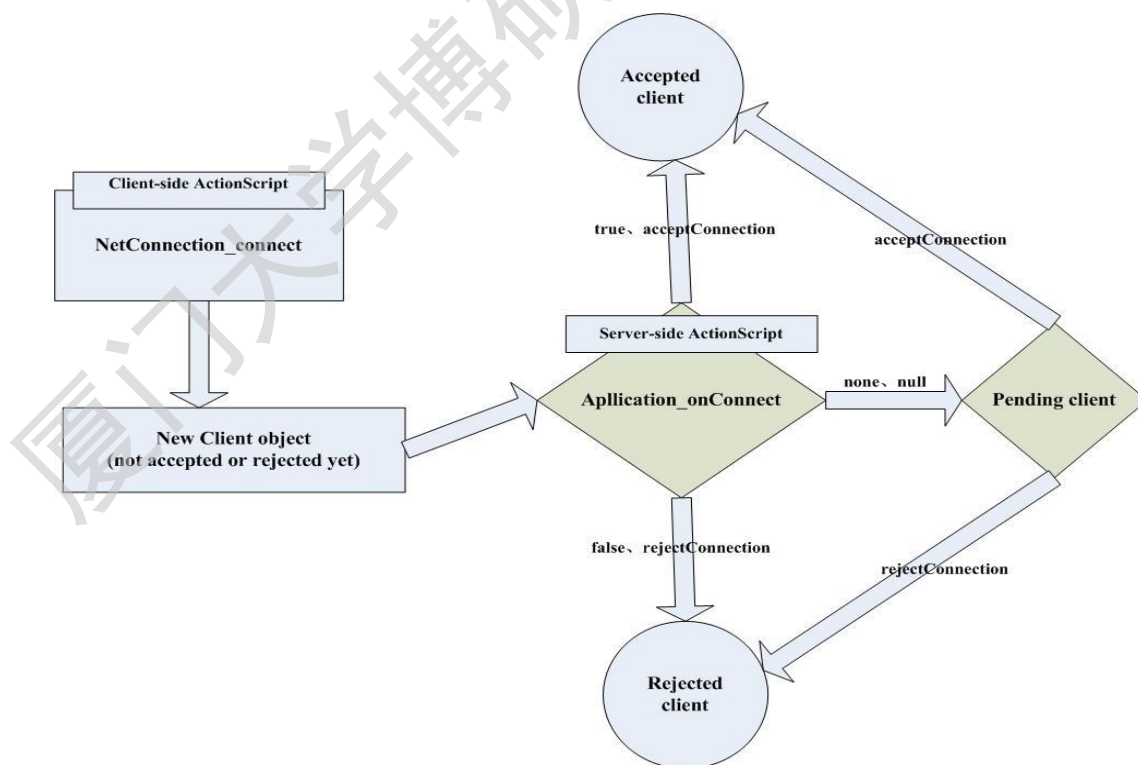 厦门大学博硕
Accepted
client
Client-side ActionScript
NetConnection_connect
true、acceptConnection
acceptConnection
Server-side ActionScript
New Client object
(not accepted or rejected yet)
Apllication_onConnect
none、null
Pending client
false、rejectConnection
rejectConnection
Rejected
client